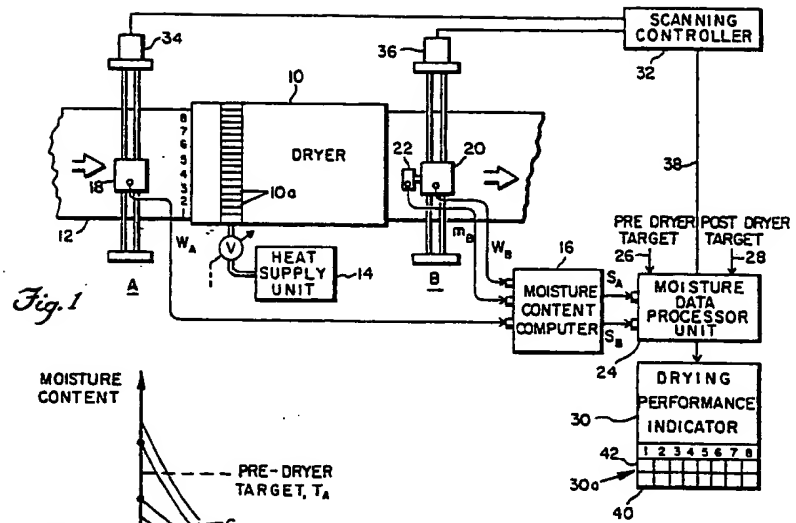 34
36
SCANNING
CONTROLLER
32
10
8
7
6
5
4
3
2
1
DRYER
10a
22
20
18
38
12
W_A
m_B
W_B
PRE DRYER
TARGET
POST DRYER
TARGET
26
28
V
HEAT
SUPPLY
UNIT
14
A
B
16
MOISTURE
CONTENT
COMPUTER
S_A
S_B
MOISTURE
DATA
PROCESSOR
UNIT
24
Fig. 1
DRYING
PERFORMANCE
INDICATOR
30
1 2 3 4 5 6 7 8
42
30a
40
MOISTURE
CONTENT
PRE-DRYER
TARGET, T_A